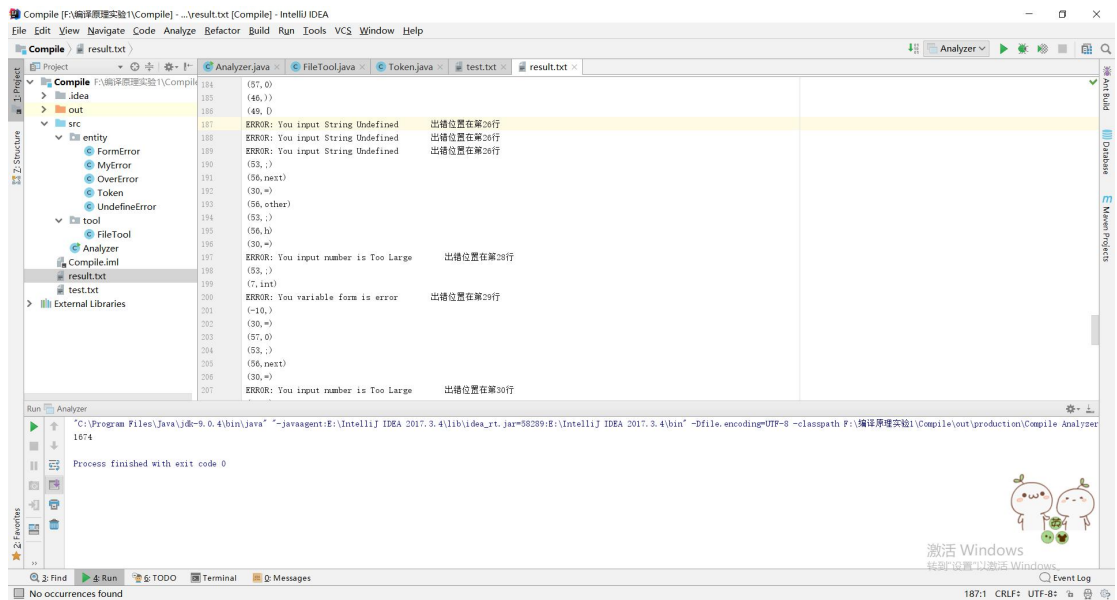 Compile [F:\编译原理实验1\Compile] - ...\result.txt [Compile] - IntelliJ IDEA
File Edit View Navigate Code Analyze Refactor Build Run Tools VCS Window Help
Compile result.txt Analyzer
Project Analyzer.java FileTool.java Token.java test.txt result.txt
1: Project
Z: Structure
2: Favorites
Ant Build
Database
Maven Projects
Compile F:\编译原理实验1\Compile
.idea
out
src
entity
FormError
MyError
OverError
Token
UndefineError
tool
FileTool
Analyzer
Compile.iml
result.txt
test.txt
External Libraries
184 (57,0)
185 (46,))
186 (49,[)
187 ERROR: You input String Undefined 出错位置在第26行
188 ERROR: You input String Undefined 出错位置在第26行
189 ERROR: You input String Undefined 出错位置在第26行
190 (53,;)
191 (56,next)
192 (30,=)
193 (56,other)
194 (53,;)
195 (56,h)
196 (30,=)
197 ERROR: You input number is Too Large 出错位置在第28行
198 (53,;)
199 (7,int)
200 ERROR: You variable form is error 出错位置在第29行
201 (-10,)
202 (30,=)
203 (57,0)
204 (53,;)
205 (56,next)
206 (30,=)
207 ERROR: You input number is Too Large 出错位置在第30行
Run Analyzer
"C:\Program Files\Java\jdk-9.0.4\bin\java" "-javaagent:E:\IntelliJ IDEA 2017.3.4\lib\idea_rt.jar=58289:E:\IntelliJ IDEA 2017.3.4\bin" -Dfile.encoding=UTF-8 -classpath F:\编译原理实验1\Compile\out\production\Compile Analyzer
1674
Process finished with exit code 0
激活 Windows
转到"设置"以激活 Windows。
3: Find 4: Run 6: TODO Terminal 0: Messages Event Log
No occurrences found 187:1 CRLF÷ UTF-8÷